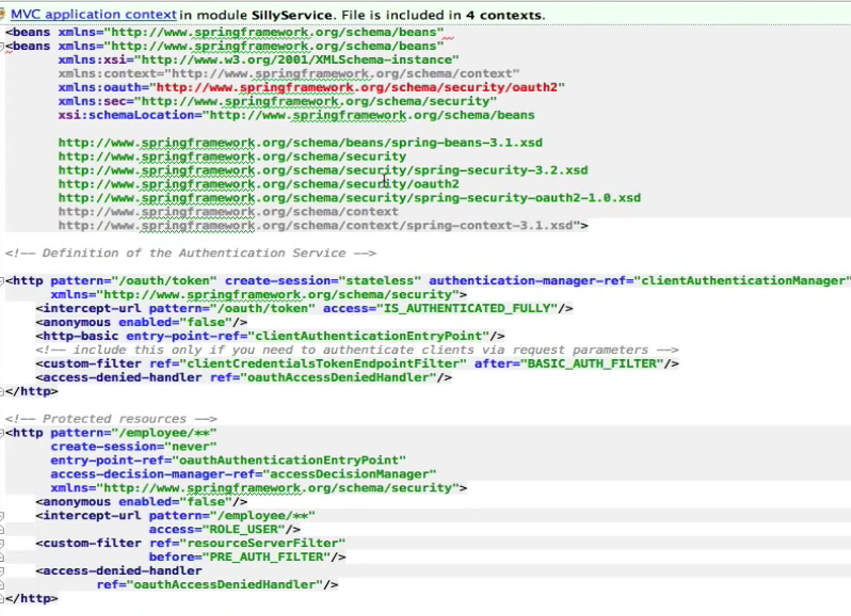 MVC application context in module SillyService. File is included in 4 contexts.
<beans xmlns="http://www.springframework.org/schema/beans"
<beans xmlns="http://www.springframework.org/schema/beans"
xmlns:xsi="http://www.w3.org/2001/XMLSchema-instance"
xmlns:context="http://www.springframework.org/schema/context"
xmlns:oauth="http://www.springframework.org/schema/security/oauth2"
xmlns:sec="http://www.springframework.org/schema/security"
xsi:schemaLocation="http://www.springframework.org/schema/beans
http://www.springframework.org/schema/beans/spring-beans-3.1.xsd
http://www.springframework.org/schema/security
http://www.springframework.org/schema/security/spring-security-3.2.xsd
http://www.springframework.org/schema/security/oauth2
http://www.springframework.org/schema/security/spring-security-oauth2-1.0.xsd
http://www.springframework.org/schema/context
http://www.springframework.org/schema/context/spring-context-3.1.xsd">
<!-- Definition of the Authentication Service -->
<http pattern="/oauth/token" create-session="stateless" authentication-manager-ref="clientAuthenticationManager"
xmlns="http://www.springframework.org/schema/security">
<intercept-url pattern="/oauth/token" access="IS_AUTHENTICATED_FULLY"/>
<anonymous enabled="false"/>
<http-basic entry-point-ref="clientAuthenticationEntryPoint"/>
<!-- include this only if you need to authenticate clients via request parameters -->
<custom-filter ref="clientCredentialsTokenEndpointFilter" after="BASIC_AUTH_FILTER"/>
<access-denied-handler ref="oauthAccessDeniedHandler"/>
</http>
<!-- Protected resources -->
<http pattern="/employee/**"
create-session="never"
entry-point-ref="oauthAuthenticationEntryPoint"
access-decision-manager-ref="accessDecisionManager"
xmlns="http://www.springframework.org/schema/security">
<anonymous enabled="false"/>
<intercept-url pattern="/employee/**"
access="ROLE_USER"/>
<custom-filter ref="resourceServerFilter"
before="PRE_AUTH_FILTER"/>
<access-denied-handler
ref="oauthAccessDeniedHandler"/>
</http>